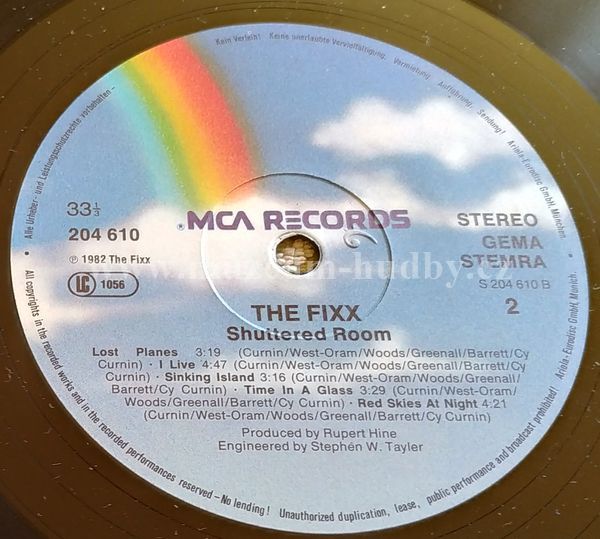 Alle Urheber- und Leistungsschutzrechte vorbehalten – Kein Verleih! Keine unerlaubte Vervielfältigung, Vermietung, Aufführung, Sendung! Ariola-Eurodisc GmbH, München.
33⅓
204 610
℗ 1982 The Fixx
LC 1056
MCA RECORDS
STEREO
GEMA
STEMRA
S 204 610 B
2
THE FIXX
Shuttered Room
Lost Planes 3:19 (Curnin/West-Oram/Woods/Greenall/Barrett/Cy
Curnin) · I Live 4:47 (Curnin/West-Oram/Woods/Greenall/Barrett/Cy
Curnin) · Sinking Island 3:16 (Curnin/West-Oram/Woods/Greenall/
Barrett/Cy Curnin) · Time In A Glass 3:29 (Curnin/West-Oram/
Woods/Greenall/Barrett/Cy Curnin) · Red Skies At Night 4:21
(Curnin/West-Oram/Woods/Greenall/Barrett/Cy Curnin)
Produced by Rupert Hine
Engineered by Stephén W. Tayler
All copyrights in the recorded works and in the recorded performances reserved – No lending! Unauthorized duplication, lease, public performance and broadcast prohibited! Ariola-Eurodisc GmbH, Munich.